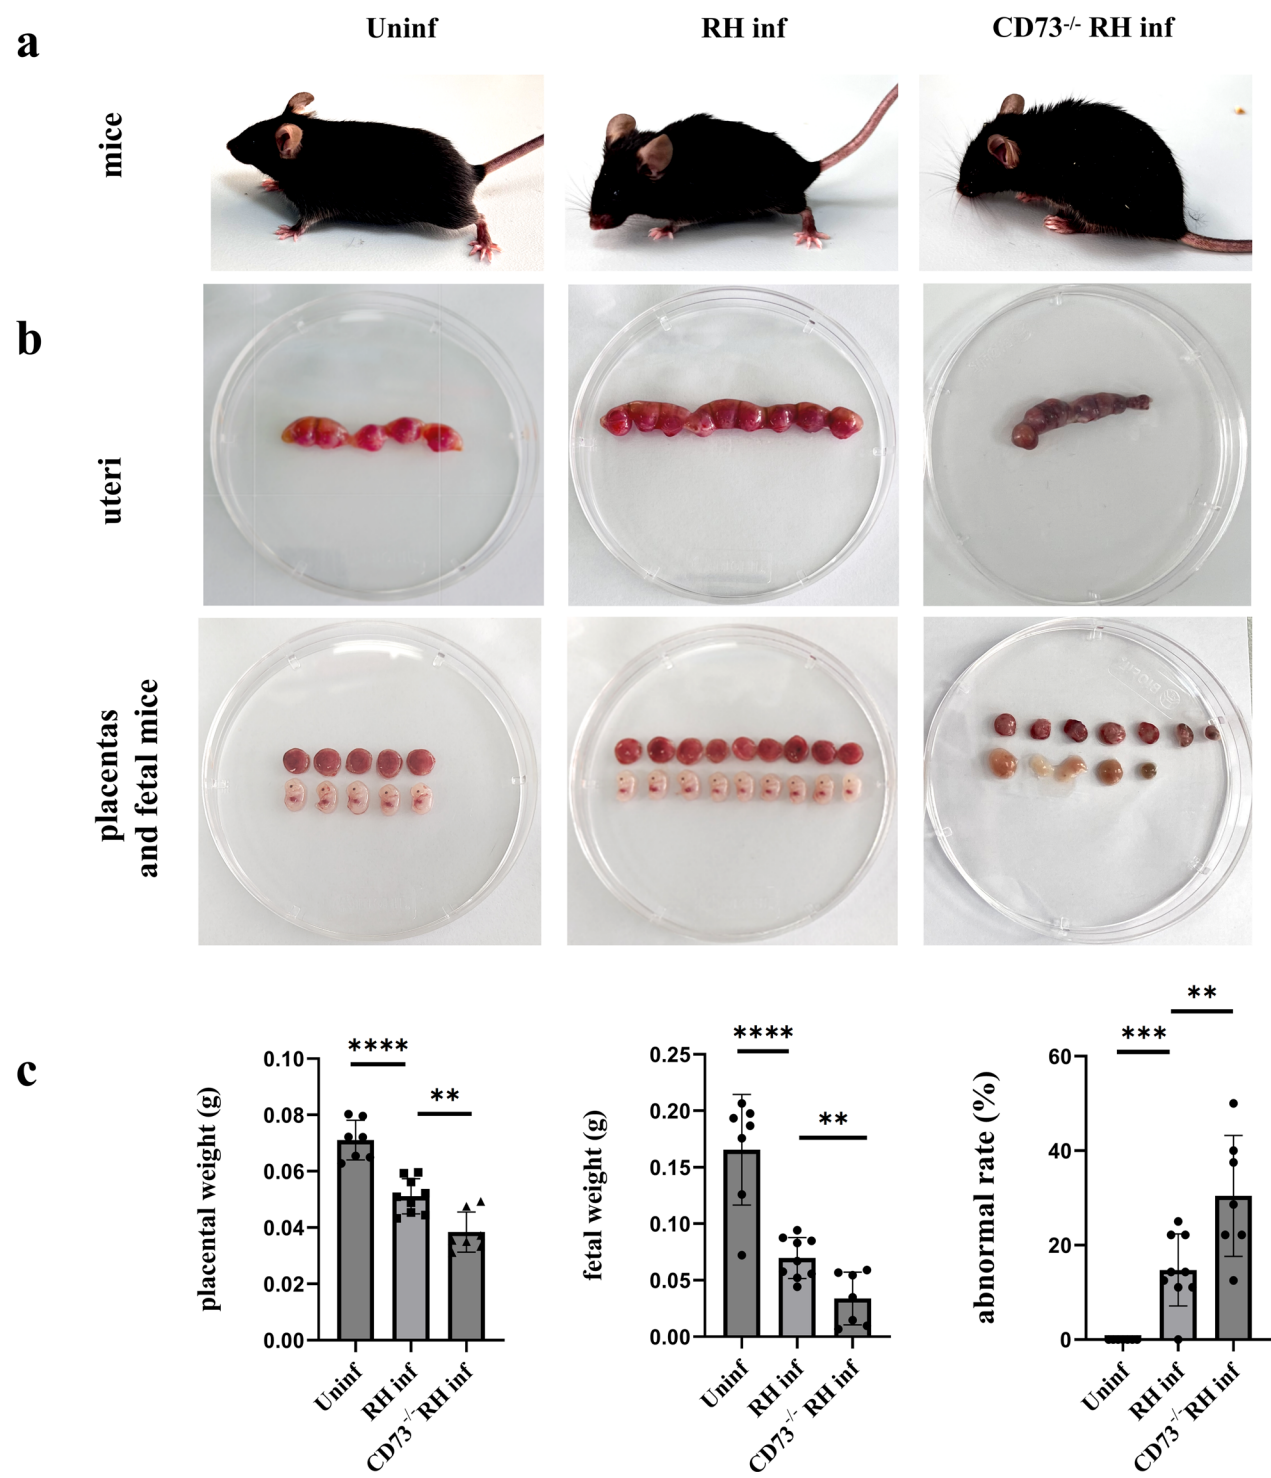 a
Uninf
RH inf
CD73-/- RH inf
mice
b
uteri
placentas
and fetal mice
c
placental weight (g)
0.10
0.08
0.06
0.04
0.02
0.00
****
**
Uninf
RH inf
CD73-/-RH inf
fetal weight (g)
0.25
0.20
0.15
0.10
0.05
0.00
****
**
Uninf
RH inf
CD73-/- RH inf
abnormal rate (%)
60
40
20
0
***
**
Uninf
RH inf
CD73-/-RH inf